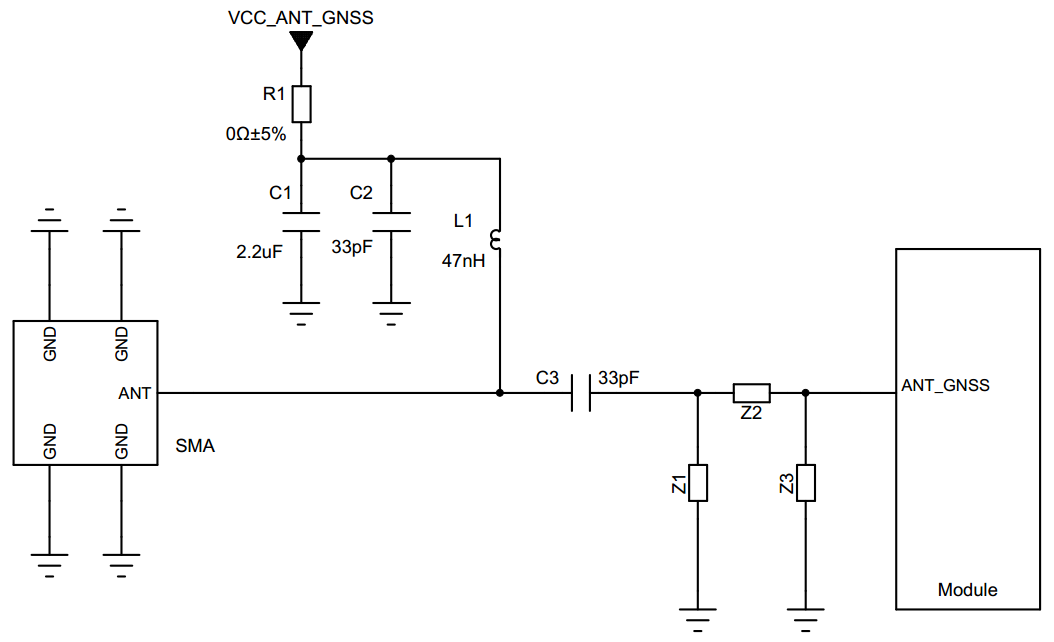 VCC_ANT_GNSS
R1
0Ω±5%
C1
C2
2.2uF
33pF
L1
47nH
GND
GND
ANT
GND
GND
SMA
C3
33pF
Z2
Z1
Z3
ANT_GNSS
Module